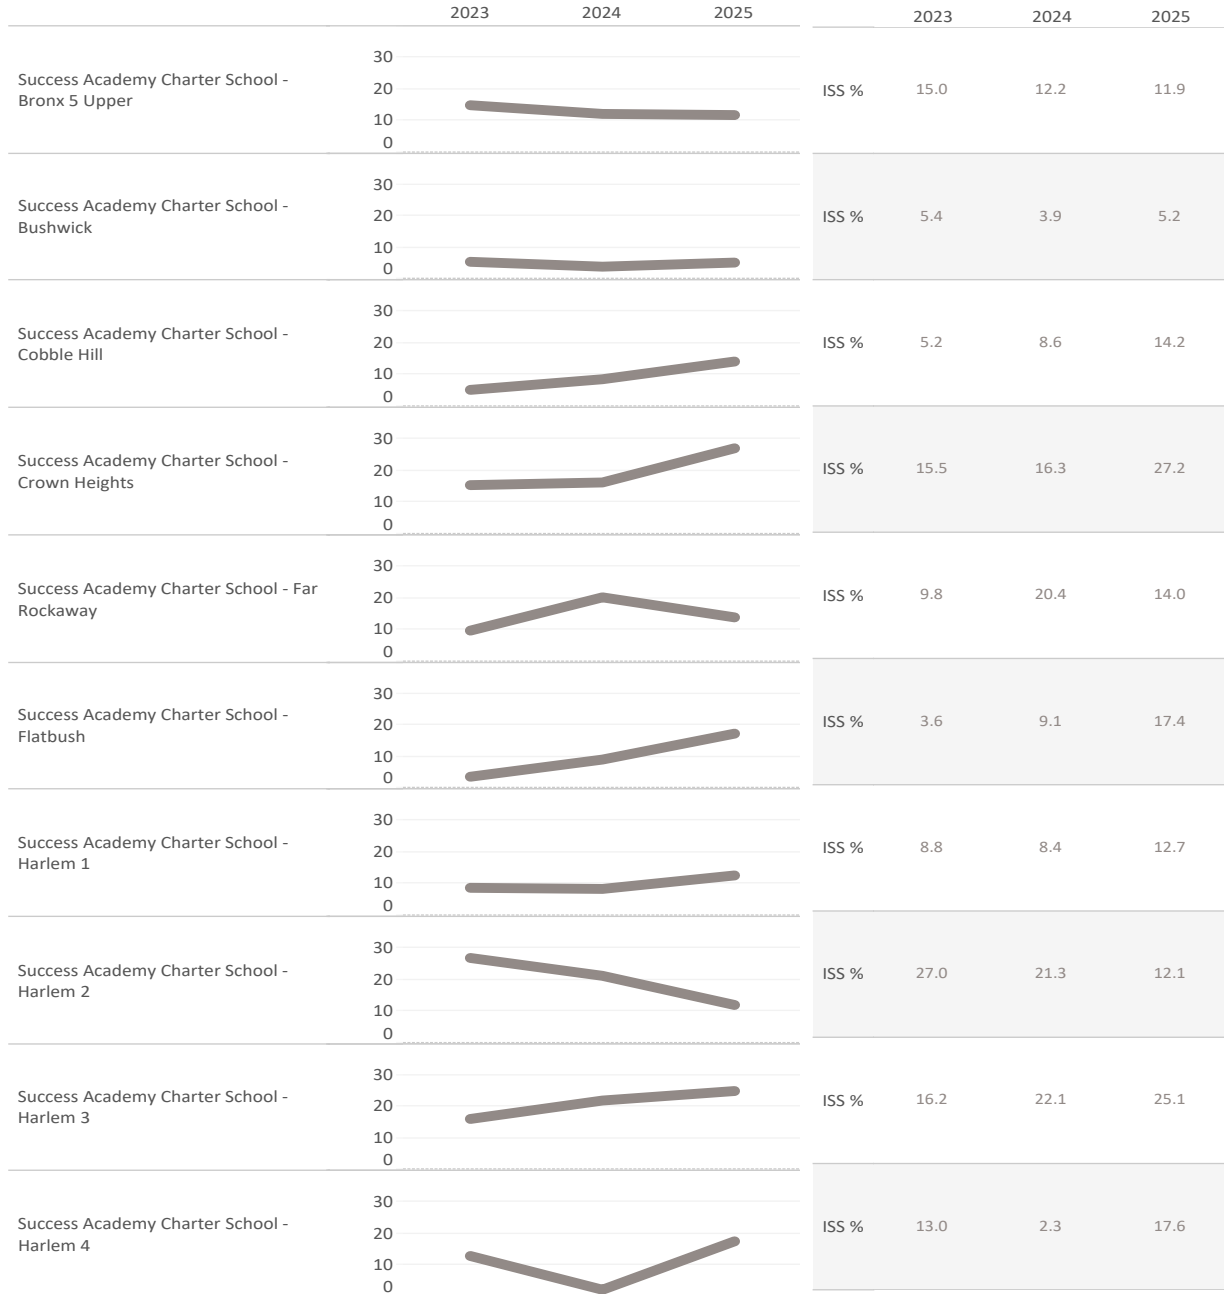 2023 2024 2025 2023 2024 2025
Success Academy Charter School -
Bronx 5 Upper
30
20
10
0
ISS % 15.0 12.2 11.9
Success Academy Charter School -
Bushwick
30
20
10
0
ISS % 5.4 3.9 5.2
Success Academy Charter School -
Cobble Hill
30
20
10
0
ISS % 5.2 8.6 14.2
Success Academy Charter School -
Crown Heights
30
20
10
0
ISS % 15.5 16.3 27.2
Success Academy Charter School - Far
Rockaway
30
20
10
0
ISS % 9.8 20.4 14.0
Success Academy Charter School -
Flatbush
30
20
10
0
ISS % 3.6 9.1 17.4
Success Academy Charter School -
Harlem 1
30
20
10
0
ISS % 8.8 8.4 12.7
Success Academy Charter School -
Harlem 2
30
20
10
0
ISS % 27.0 21.3 12.1
Success Academy Charter School -
Harlem 3
30
20
10
0
ISS % 16.2 22.1 25.1
Success Academy Charter School -
Harlem 4
30
20
10
0
ISS % 13.0 2.3 17.6